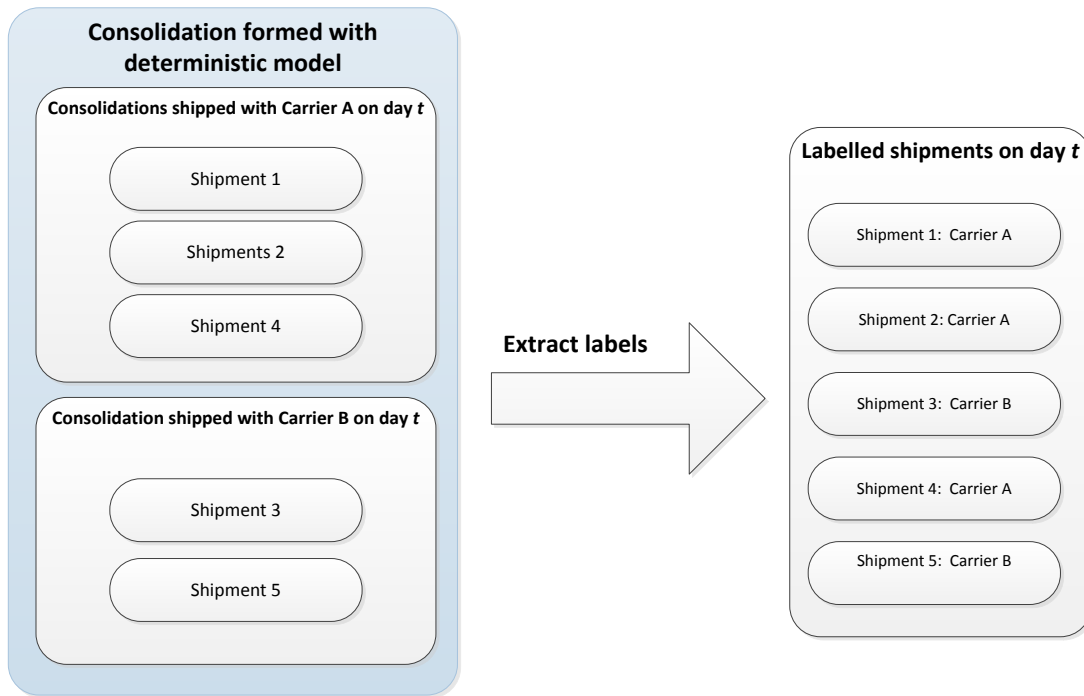 Consolidation formed with
deterministic model
Consolidations shipped with Carrier A on day t
Shipment 1
Shipments 2
Shipment 4
Consolidation shipped with Carrier B on day t
Shipment 3
Shipment 5
Extract labels
Labelled shipments on day t
Shipment 1:  Carrier A
Shipment 2: Carrier A
Shipment 3:  Carrier B
Shipment 4:  Carrier A
Shipment 5:  Carrier B